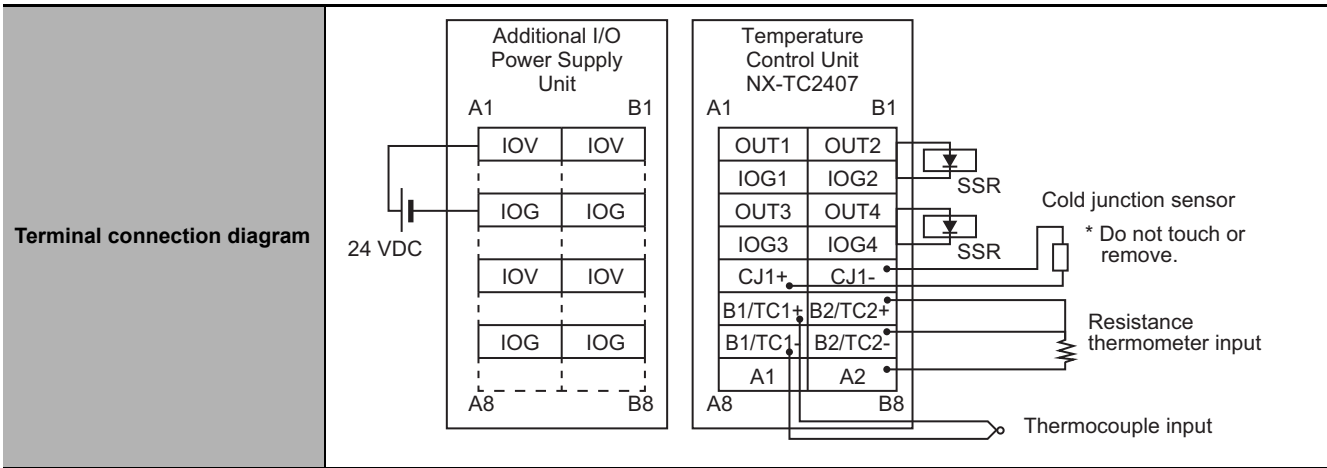 Terminal connection diagram
Additional I/O
Power Supply
Unit
A1 B1
IOV IOV
IOG IOG
IOV IOV
IOG IOG
A8 B8
24 VDC
Temperature
Control Unit
NX-TC2407
A1 B1
OUT1 OUT2
IOG1 IOG2
OUT3 OUT4
IOG3 IOG4
CJ1+ CJ1-
B1/TC1+ B2/TC2+
B1/TC1- B2/TC2-
A1 A2
A8 B8
SSR
SSR
Cold junction sensor
* Do not touch or
remove.
Resistance
thermometer input
Thermocouple input